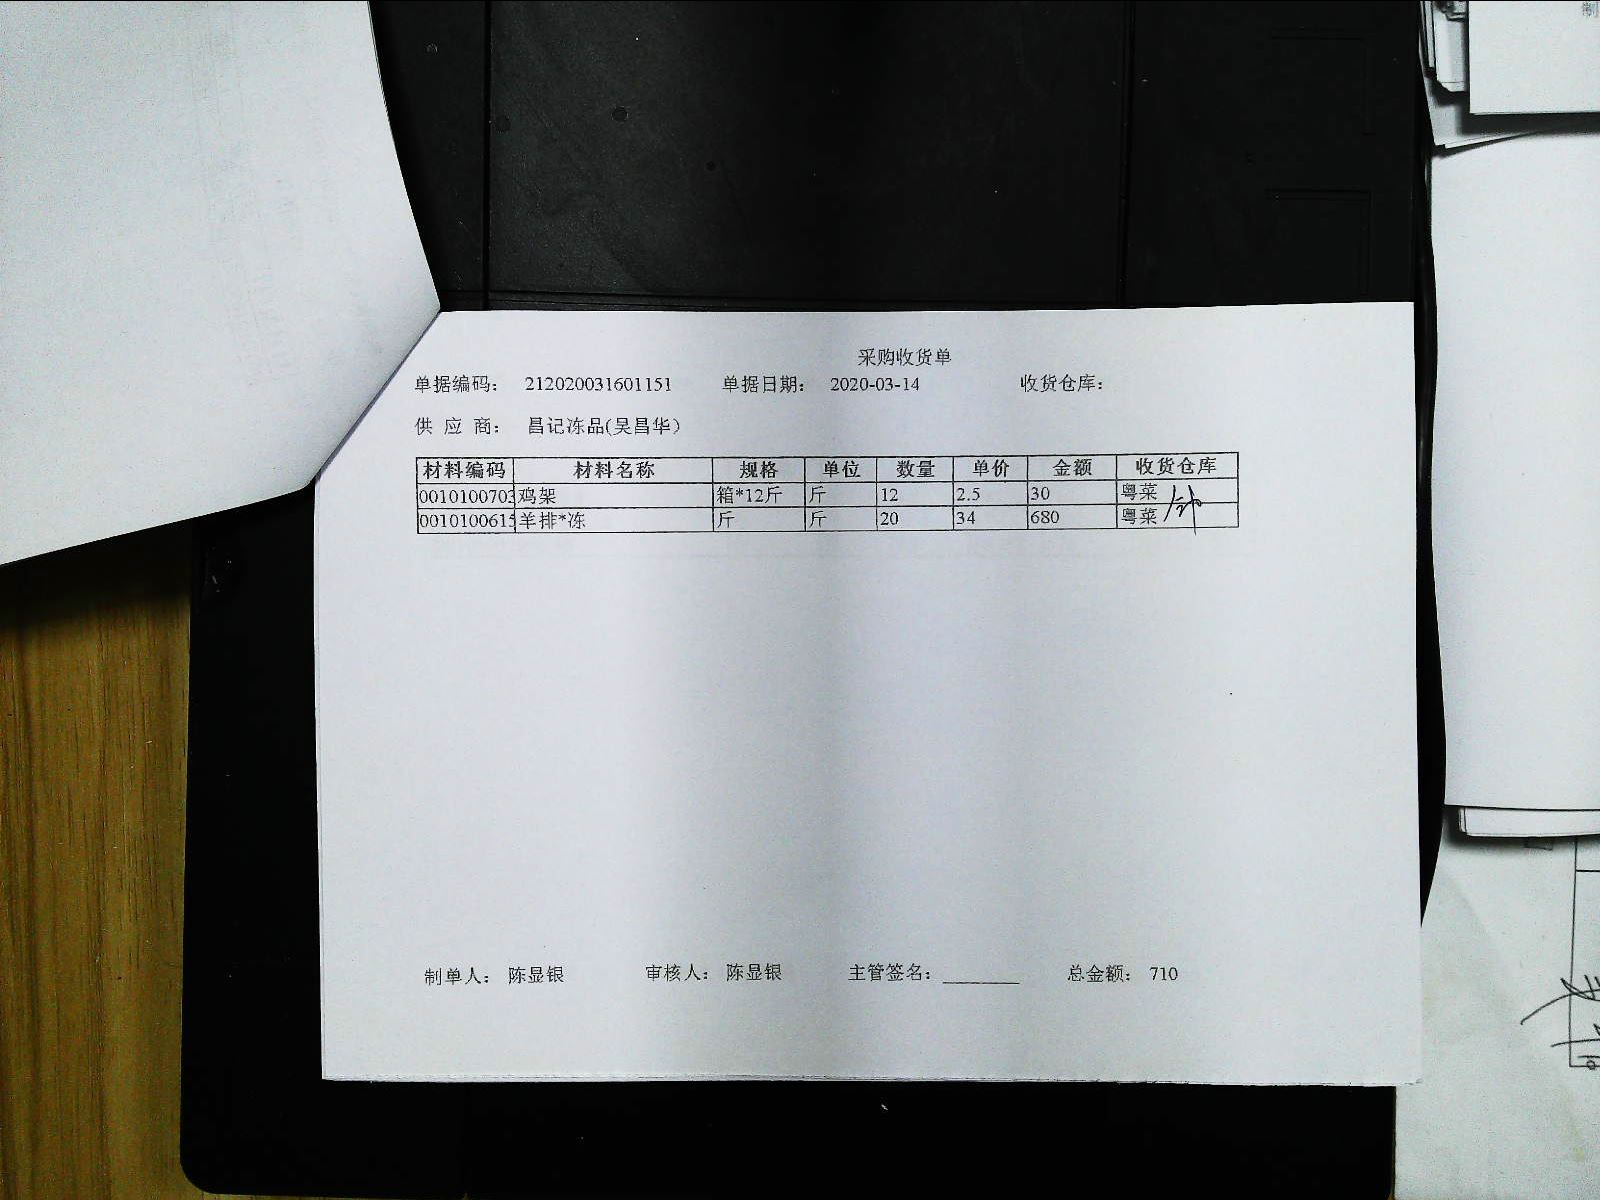 采购收货单
单据编码： 212020031601151 单据日期： 2020-03-14 收货仓库：
供 应 商： 昌记冻品(吴昌华)
材料编码 材料名称 规格 单位 数量 单价 金额 收货仓库
0010100703 鸡架 箱*12斤 斤 12 2.5 30 粤菜
0010100615 羊排*冻 斤 斤 20 34 680 粤菜
制单人： 陈显银 审核人： 陈显银 主管签名： 总金额： 710